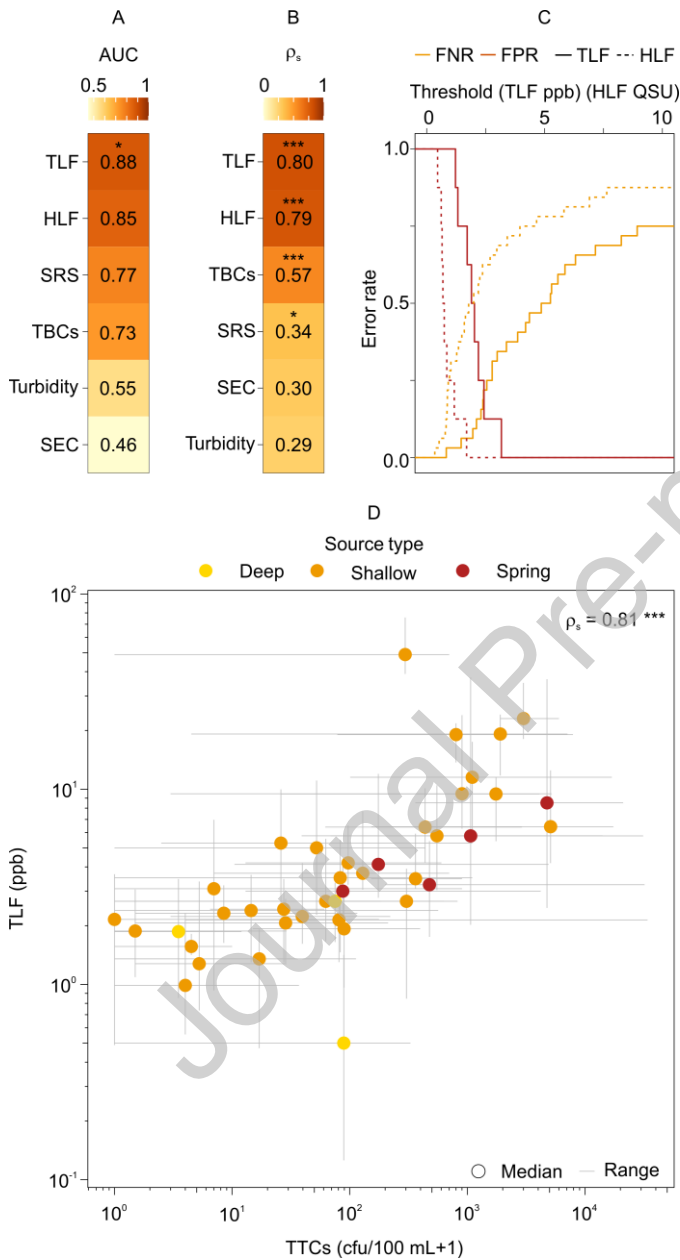 A
AUC
0.5 1
TLF * 0.88
HLF 0.85
SRS 0.77
TBCs 0.73
Turbidity 0.55
SEC 0.46
B
ρs
0 1
TLF *** 0.80
HLF *** 0.79
TBCs *** 0.57
SRS * 0.34
SEC 0.30
Turbidity 0.29
C
FNR FPR TLF HLF
Threshold (TLF ppb) (HLF QSU)
0 5 10
1.0
0.5
0.0
Error rate
D
Source type
Deep Shallow Spring
ρs = 0.81 ***
10²
10¹
10⁰
10⁻¹
TLF (ppb)
Median Range
10⁰ 10¹ 10² 10³ 10⁴
TTCs (cfu/100 mL+1)
Journal Pre-p